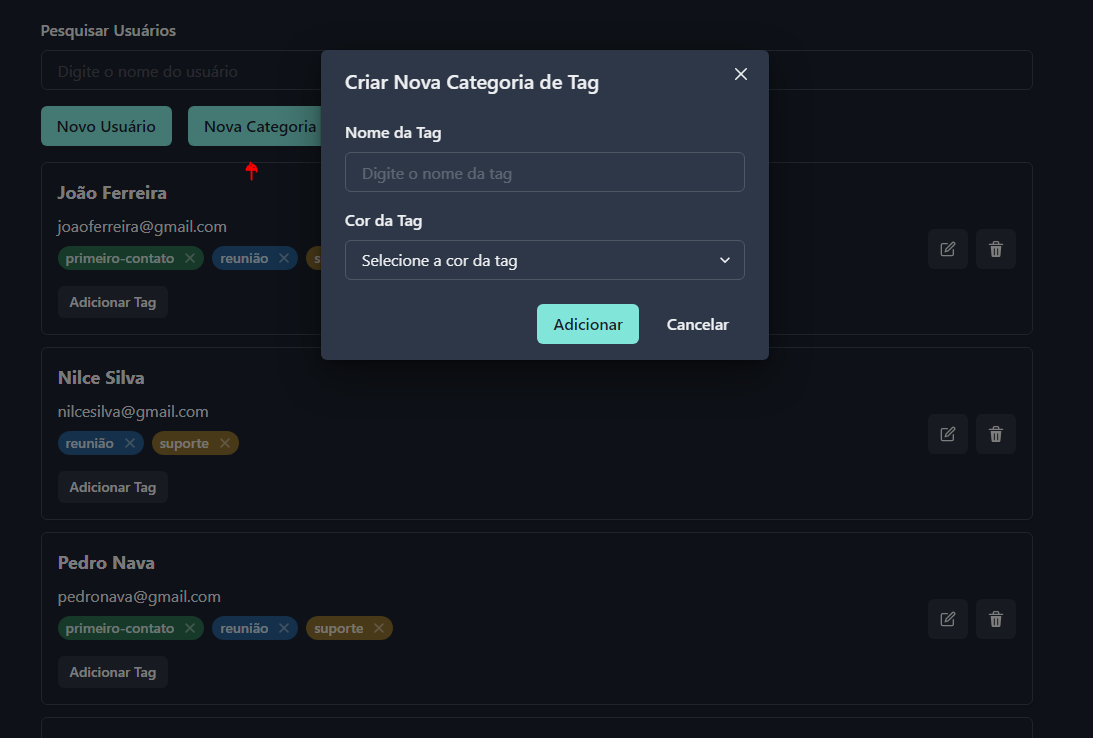 Pesquisar Usuários
Digite o nome do usuário
Novo Usuário
Nova Categoria
Criar Nova Categoria de Tag
Nome da Tag
Digite o nome da tag
Cor da Tag
Selecione a cor da tag
Adicionar Cancelar
João Ferreira
joaoferreira@gmail.com
primeiro-contato reunião
Adicionar Tag
Nilce Silva
nilcesilva@gmail.com
reunião suporte
Adicionar Tag
Pedro Nava
pedronava@gmail.com
primeiro-contato reunião suporte
Adicionar Tag